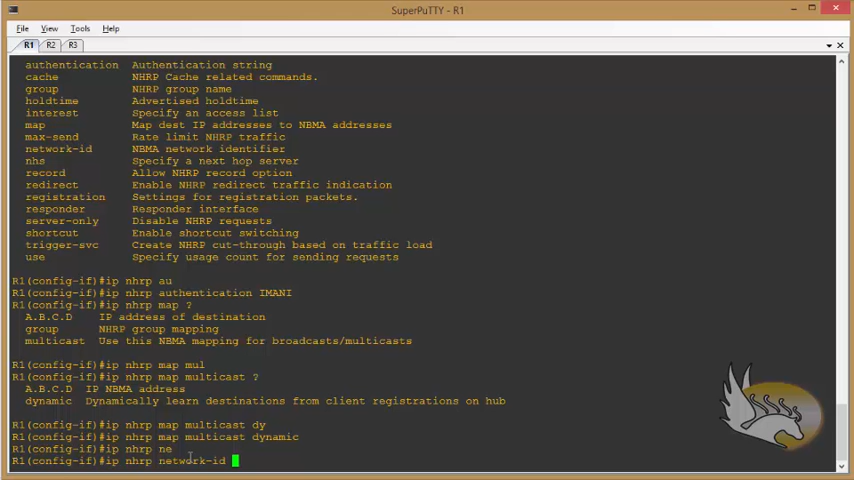 SuperPuTTY - R1
File View Tools Help
R1 R2 R3
authentication Authentication string
cache NHRP Cache related commands.
group NHRP group name
holdtime Advertised holdtime
interest Specify an access list
map Map dest IP addresses to NBMA addresses
max-send Rate limit NHRP traffic
network-id NBMA network identifier
nhs Specify a next hop server
record Allow NHRP record option
redirect Enable NHRP redirect traffic indication
registration Settings for registration packets.
responder Responder interface
server-only Disable NHRP requests
shortcut Enable shortcut switching
trigger-svc Create NHRP cut-through based on traffic load
use Specify usage count for sending requests
R1(config-if)#ip nhrp au
R1(config-if)#ip nhrp authentication IMANI
R1(config-if)#ip nhrp map ?
A.B.C.D IP address of destination
group NHRP group mapping
multicast Use this NBMA mapping for broadcasts/multicasts
R1(config-if)#ip nhrp map mul
R1(config-if)#ip nhrp map multicast ?
A.B.C.D IP NBMA address
dynamic Dynamically learn destinations from client registrations on hub
R1(config-if)#ip nhrp map multicast dy
R1(config-if)#ip nhrp map multicast dynamic
R1(config-if)#ip nhrp ne
R1(config-if)#ip nhrp network-id